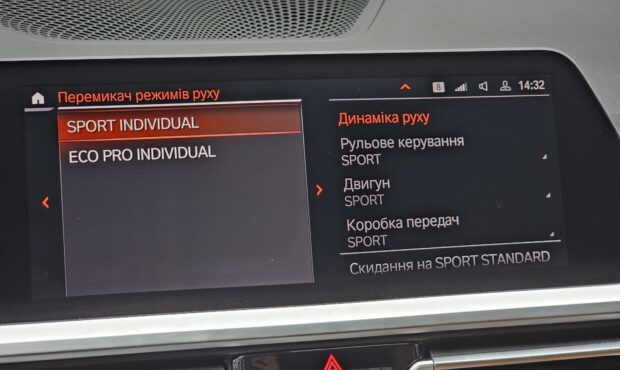 14:32
Перемикач режимів руху
SPORT INDIVIDUAL
ECO PRO INDIVIDUAL
Динаміка руху
Рульове керування
SPORT
Двигун
SPORT
Коробка передач
SPORT
Скидання на SPORT STANDARD